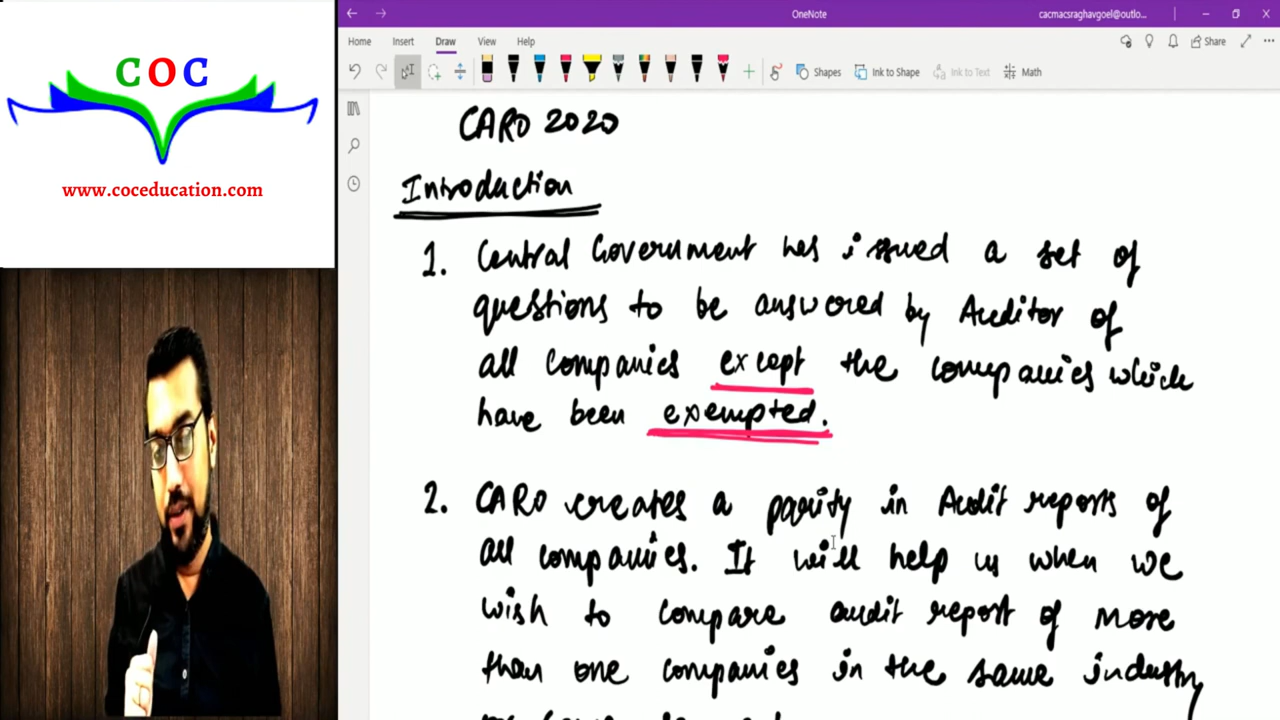 COC
www.coceducation.com
OneNote
cacmacsraghavgoel@outlo...
Home Insert Draw View Help
Share
Shapes
Ink to Shape
Ink to Text
Math
CARO 2020
Introduction
1. Central Government has issued a set of
questions to be answered by Auditor of
all companies except the companies which
have been exempted.
2. CARO creates a parity in Audit reports of
all companies. It will help us when we
wish to compare audit report of more
than one companies in the same industry